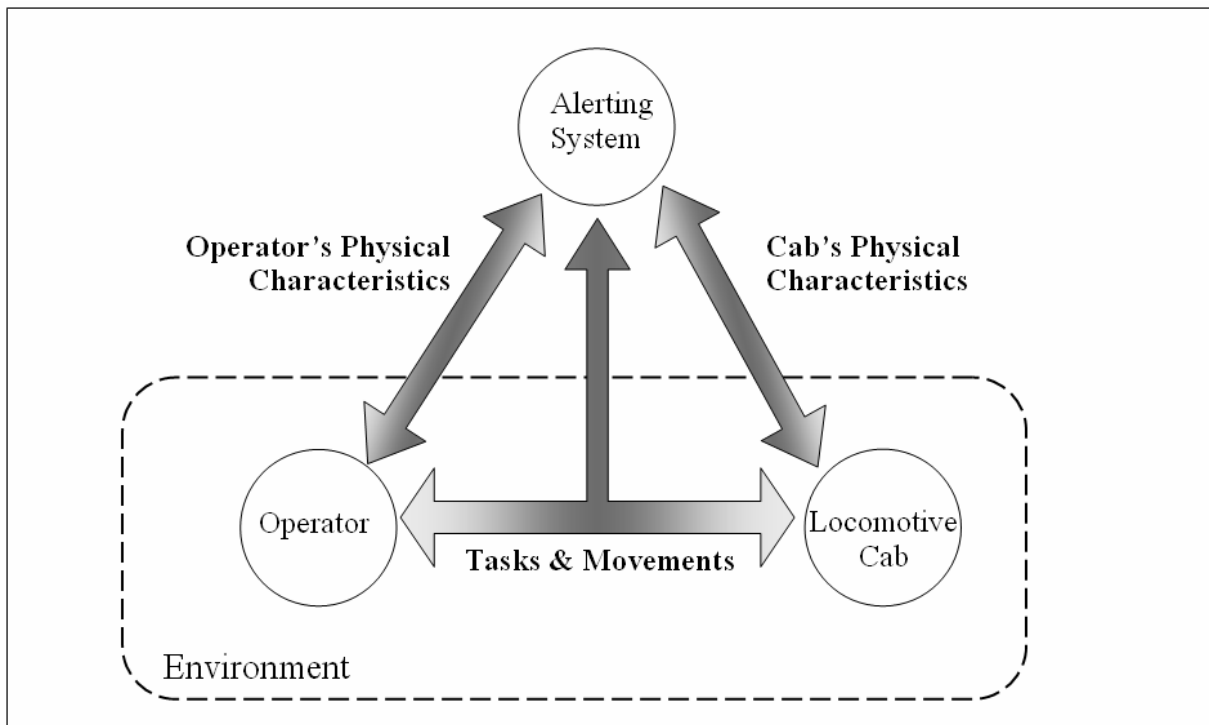 Alerting
System
Operator's Physical
Characteristics
Cab's Physical
Characteristics
Operator
Locomotive
Cab
Tasks & Movements
Environment